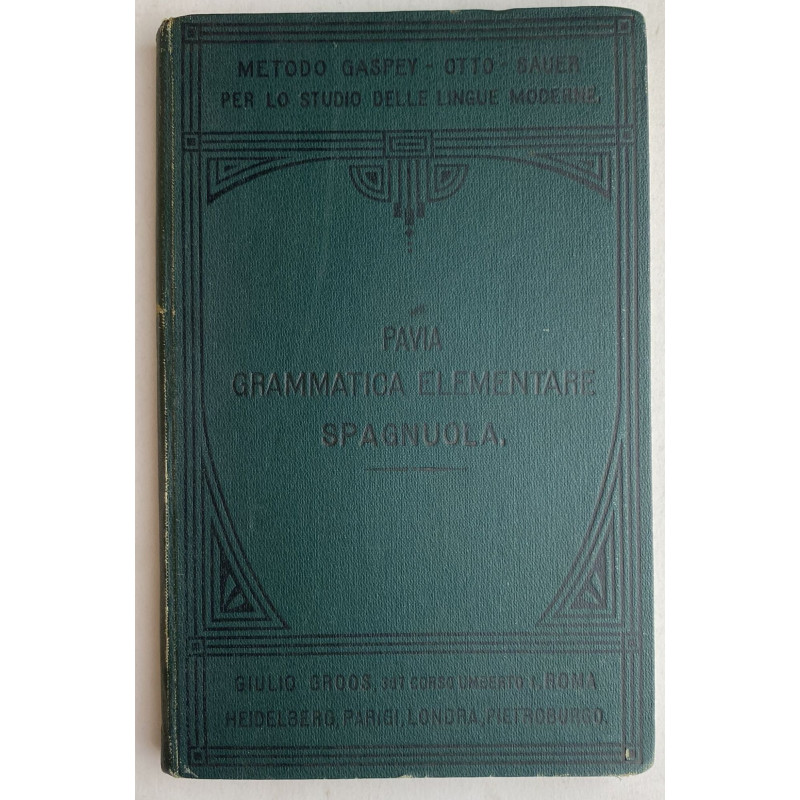 METODO GASPEY - OTTO - SAUER
PER LO STUDIO DELLE LINGUE MODERNE.
PAVIA
GRAMMATICA ELEMENTARE
SPAGNUOLA.
GIULIO GROOS, 307 CORSO UMBERTO I, ROMA
HEIDELBERG, PARIGI, LONDRA, PIETROBURGO.